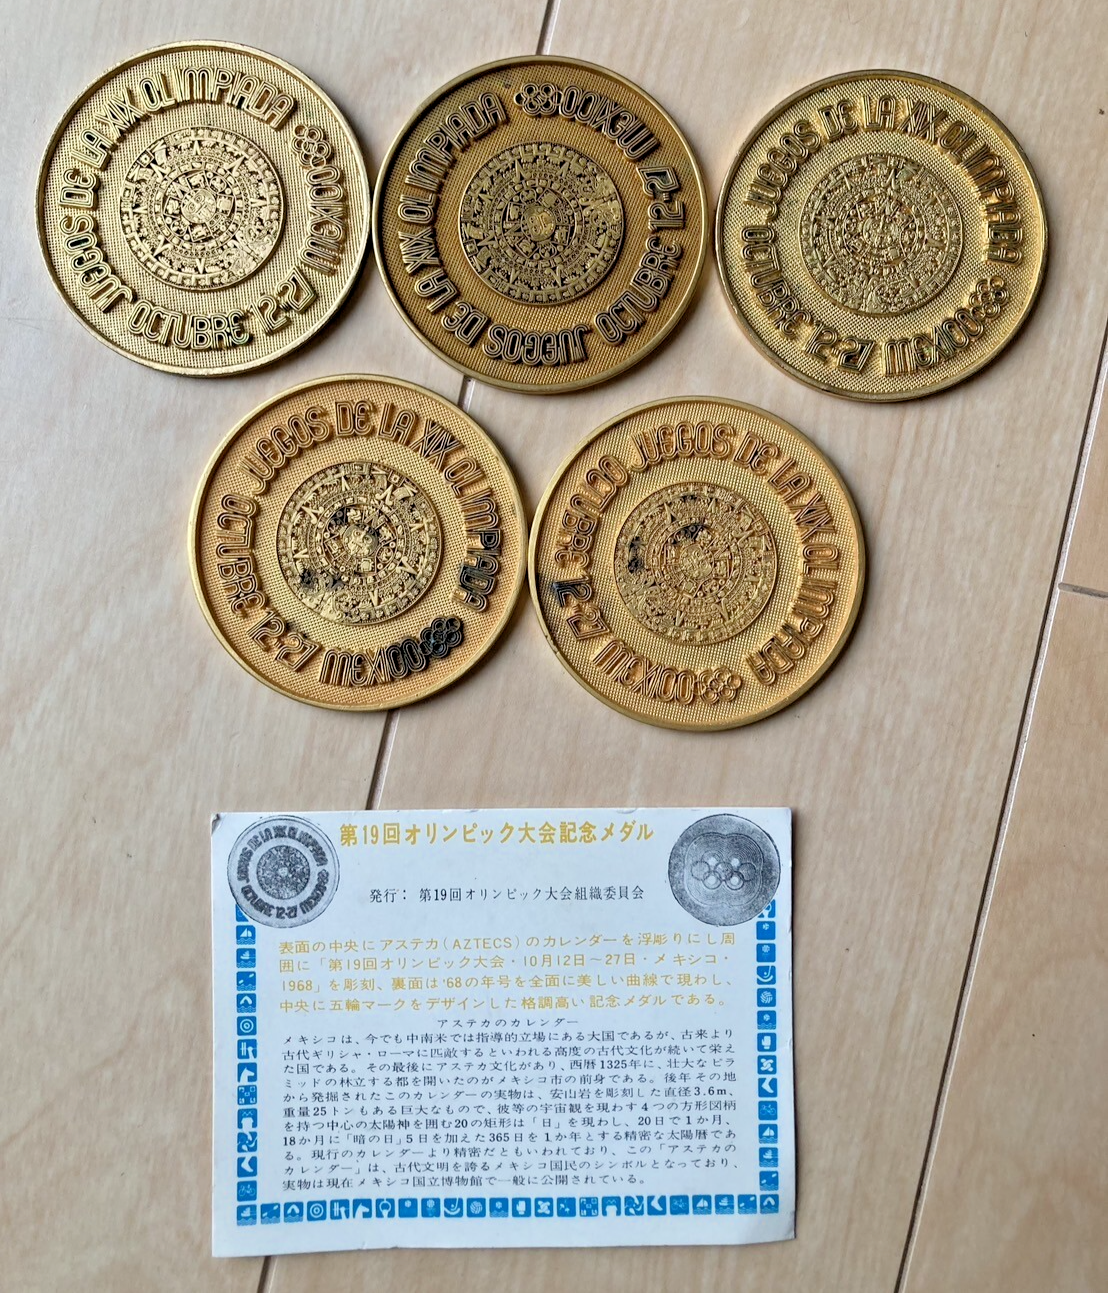 JUEGOS DE LA XIX OLIMPIADA MEXICO OCTUBRE 12-27
JUEGOS DE LA XIX OLIMPIADA MEXICO OCTUBRE 12-27
JUEGOS DE LA XIX OLIMPIADA MEXICO OCTUBRE 12-27
JUEGOS DE LA XIX OLIMPIADA MEXICO OCTUBRE 12-27
JUEGOS DE LA XIX OLIMPIADA MEXICO OCTUBRE 12-27
第19回オリンピック大会記念メダル
発行: 第19回オリンピック大会組織委員会
表面の中央にアステカ(AZTECS)のカレンダーを浮彫りにし周
囲に「第19回オリンピック大会・10月12日〜27日・メキシコ・
1968」を彫刻、裏面は'68の年号を全面に美しい曲線で現わし、
中央に五輪マークをデザインした格調高い記念メダルである。
アステカのカレンダー
メキシコは、今でも中南米では指導的立場にある大国であるが、古来より
古代ギリシャ・ローマに匹敵するといわれる高度の古代文化が続いて栄え
た国である。その最後にアステカ文化があり、西暦1325年に、壮大なピラ
ミッドの林立する都を開いたのがメキシコ市の前身である。後年その地
から発掘されたこのカレンダーの実物は、安山岩を彫刻した直径3.6m、
重量25トンもある巨大なもので、彼等の宇宙観を現わす4つの方形図柄
を持つ中心の太陽神を囲む20の矩形は「日」を現わし、20日で1か月、
18か月に「暗の日」5日を加えた365日を1か年とする精密な太陽暦であ
る。現行のカレンダーより精密だともいわれており、この「アステカの
カレンダー」は、古代文明を誇るメキシコ国民のシンボルとなっており、
実物は現在メキシコ国立博物館で一般に公開されている。